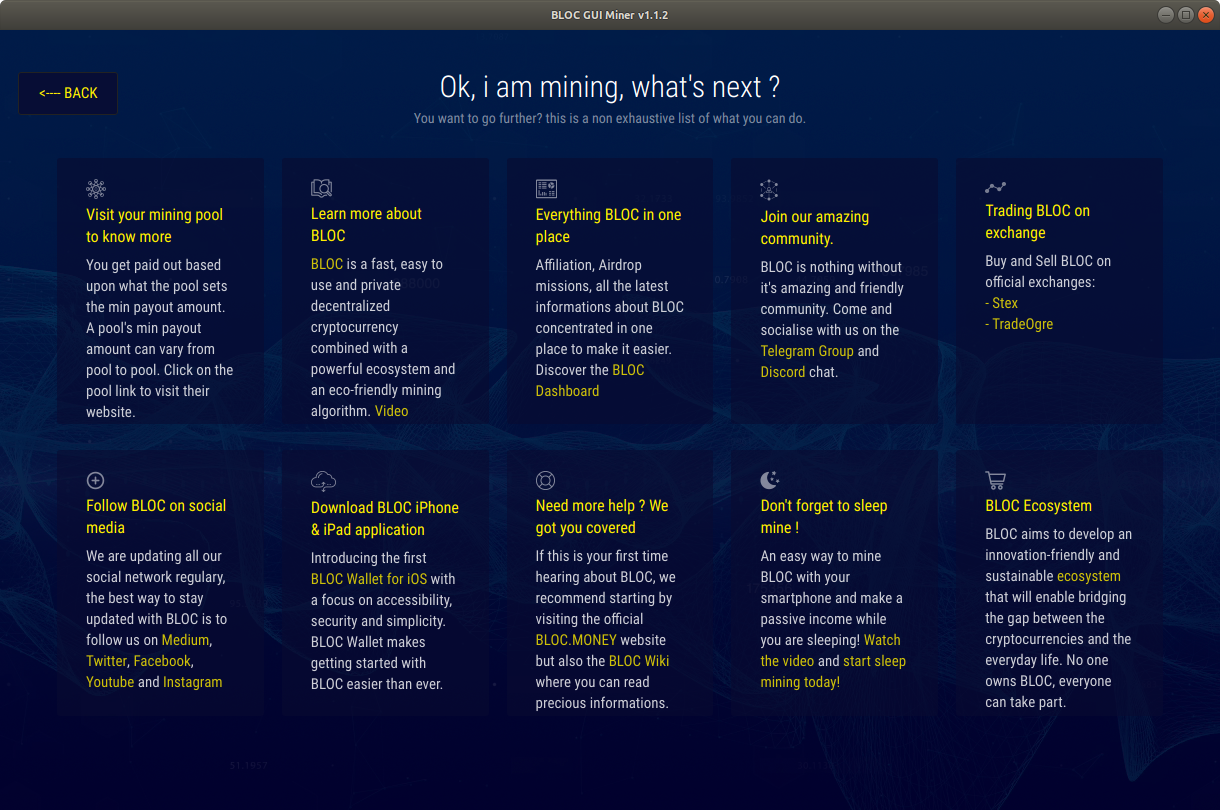 BLOC GUI Miner v1.1.2
<---- BACK
Ok, i am mining, what's next ?
You want to go further? this is a non exhaustive list of what you can do.
Visit your mining pool
to know more
You get paid out based
upon what the pool sets
the min payout amount.
A pool's min payout
amount can vary from
pool to pool. Click on the
pool link to visit their
website.
Learn more about
BLOC
BLOC is a fast, easy to
use and private
decentralized
cryptocurrency
combined with a
powerful ecosystem and
an eco-friendly mining
algorithm. Video
Everything BLOC in one
place
Affiliation, Airdrop
missions, all the latest
informations about BLOC
concentrated in one
place to make it easier.
Discover the BLOC
Dashboard
Join our amazing
community.
BLOC is nothing without
it's amazing and friendly
community. Come and
socialise with us on the
Telegram Group and
Discord chat.
Trading BLOC on
exchange
Buy and Sell BLOC on
official exchanges:
- Stex
- TradeOgre
Follow BLOC on social
media
We are updating all our
social network regulary,
the best way to stay
updated with BLOC is to
follow us on Medium,
Twitter, Facebook,
Youtube and Instagram
Download BLOC iPhone
& iPad application
Introducing the first
BLOC Wallet for iOS with
a focus on accessibility,
security and simplicity.
BLOC Wallet makes
getting started with
BLOC easier than ever.
Need more help ? We
got you covered
If this is your first time
hearing about BLOC, we
recommend starting by
visiting the official
BLOC.MONEY website
but also the BLOC Wiki
where you can read
precious informations.
Don't forget to sleep
mine !
An easy way to mine
BLOC with your
smartphone and make a
passive income while
you are sleeping! Watch
the video and start sleep
mining today!
BLOC Ecosystem
BLOC aims to develop an
innovation-friendly and
sustainable ecosystem
that will enable bridging
the gap between the
cryptocurrencies and the
everyday life. No one
owns BLOC, everyone
can take part.
51.1957